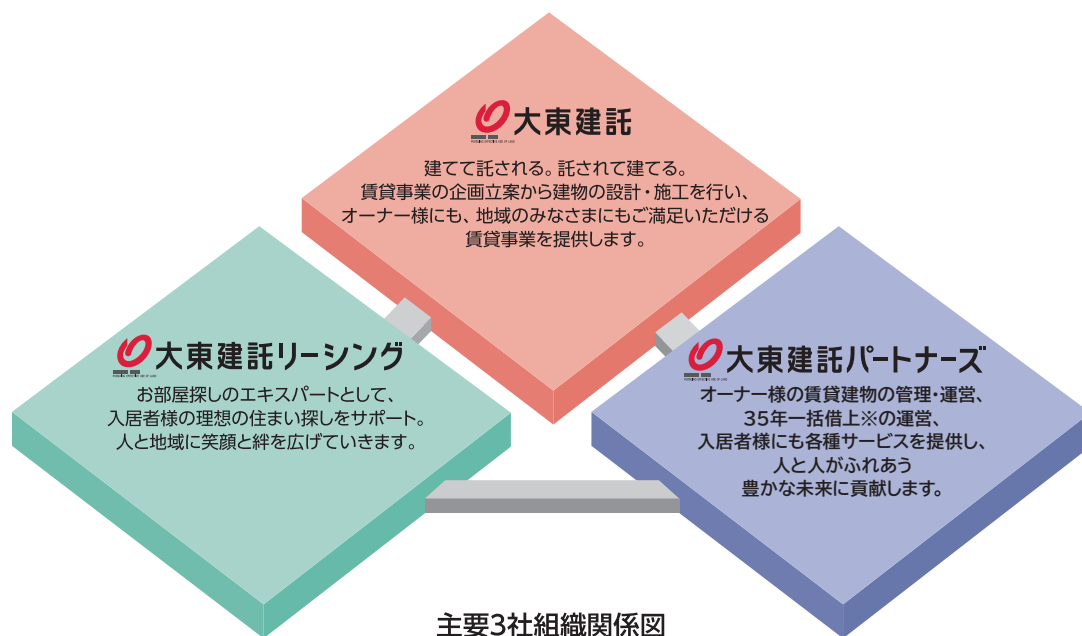 大東建託
建てて託される。託されて建てる。
賃貸事業の企画立案から建物の設計・施工を行い、
オーナー様にも、地域のみなさまにもご満足いただける
賃貸事業を提供します。
大東建託リーシング
お部屋探しのエキスパートとして、
入居者様の理想の住まい探しをサポート。
人と地域に笑顔と絆を広げていきます。
大東建託パートナーズ
オーナー様の賃貸建物の管理・運営、
35年一括借上※の運営、
入居者様にも各種サービスを提供し、
人と人がふれあう
豊かな未来に貢献します。
主要3社組織関係図